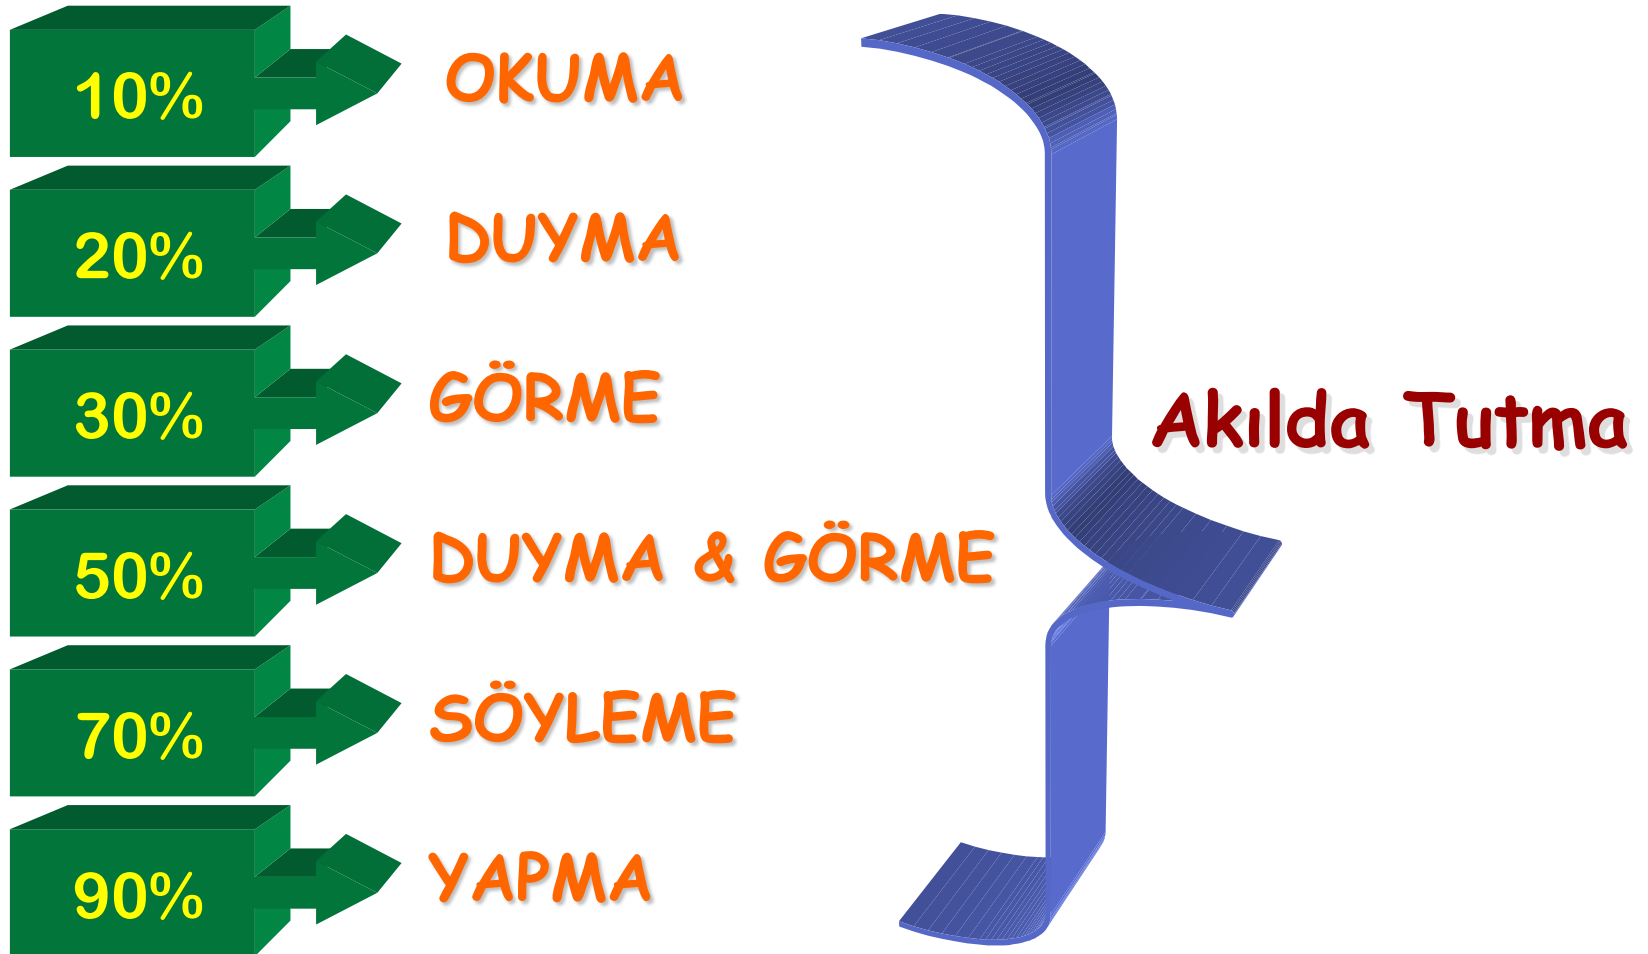 10% OKUMA
20% DUYMA
30% GÖRME
Akılda Tutma
50% DUYMA & GÖRME
70% SÖYLEME
90% YAPMA